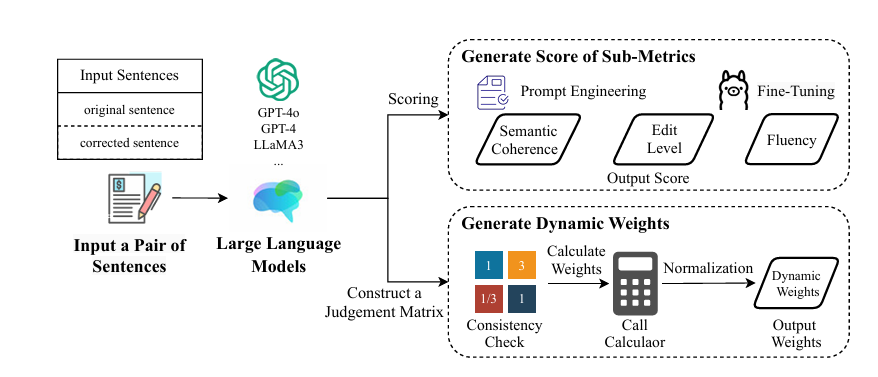 Input Sentences
original sentence
corrected sentence
Input a Pair of
Sentences
GPT-4o
GPT-4
LLaMA3
...
Large Language
Models
Scoring
Construct a
Judgement Matrix
Generate Score of Sub-Metrics
Prompt Engineering
Fine-Tuning
Semantic
Coherence
Edit
Level
Fluency
Output Score
Generate Dynamic Weights
1
3
1/3
1
Consistency
Check
Calculate
Weights
Call
Calculaor
Normalization
Dynamic
Weights
Output
Weights